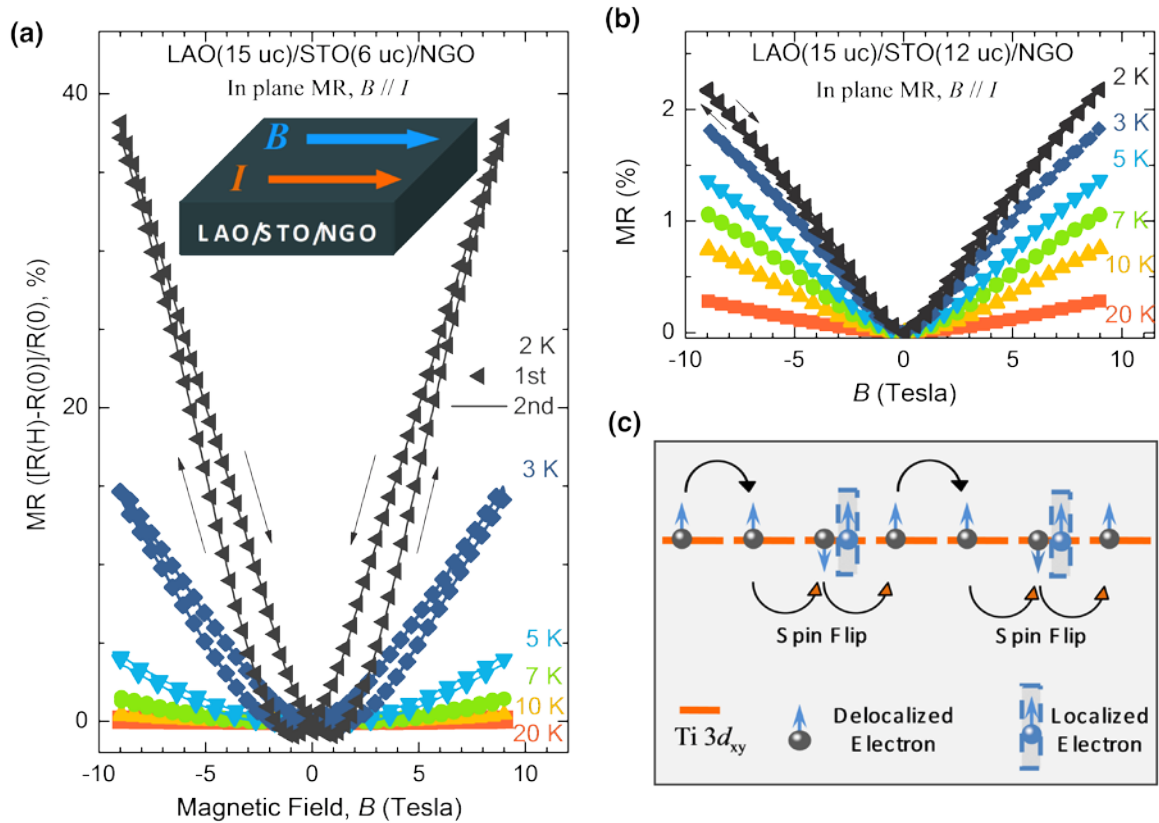 (a)
LAO(15 uc)/STO(6 uc)/NGO
In plane MR, B // I
B
I
LAO/STO/NGO
MR ([R(H)-R(0)]/R(0), %)
40
20
0
2 K
1st
2nd
3 K
5 K
7 K
10 K
20 K
-10
-5
0
5
10
Magnetic Field, B (Tesla)
(b)
LAO(15 uc)/STO(12 uc)/NGO
In plane MR, B // I
MR (%)
2
1
0
2 K
3 K
5 K
7 K
10 K
20 K
-10
-5
0
5
10
B (Tesla)
(c)
Spin Flip
Spin Flip
Ti 3dxy
Delocalized
Electron
Localized
Electron